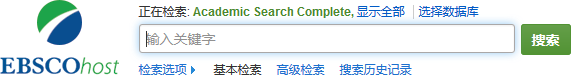 正在检索: Academic Search Complete, 显示全部 选择数据库
输入关键字 搜索
EBSCOhost
检索选项 基本检索 高级检索 搜索历史记录